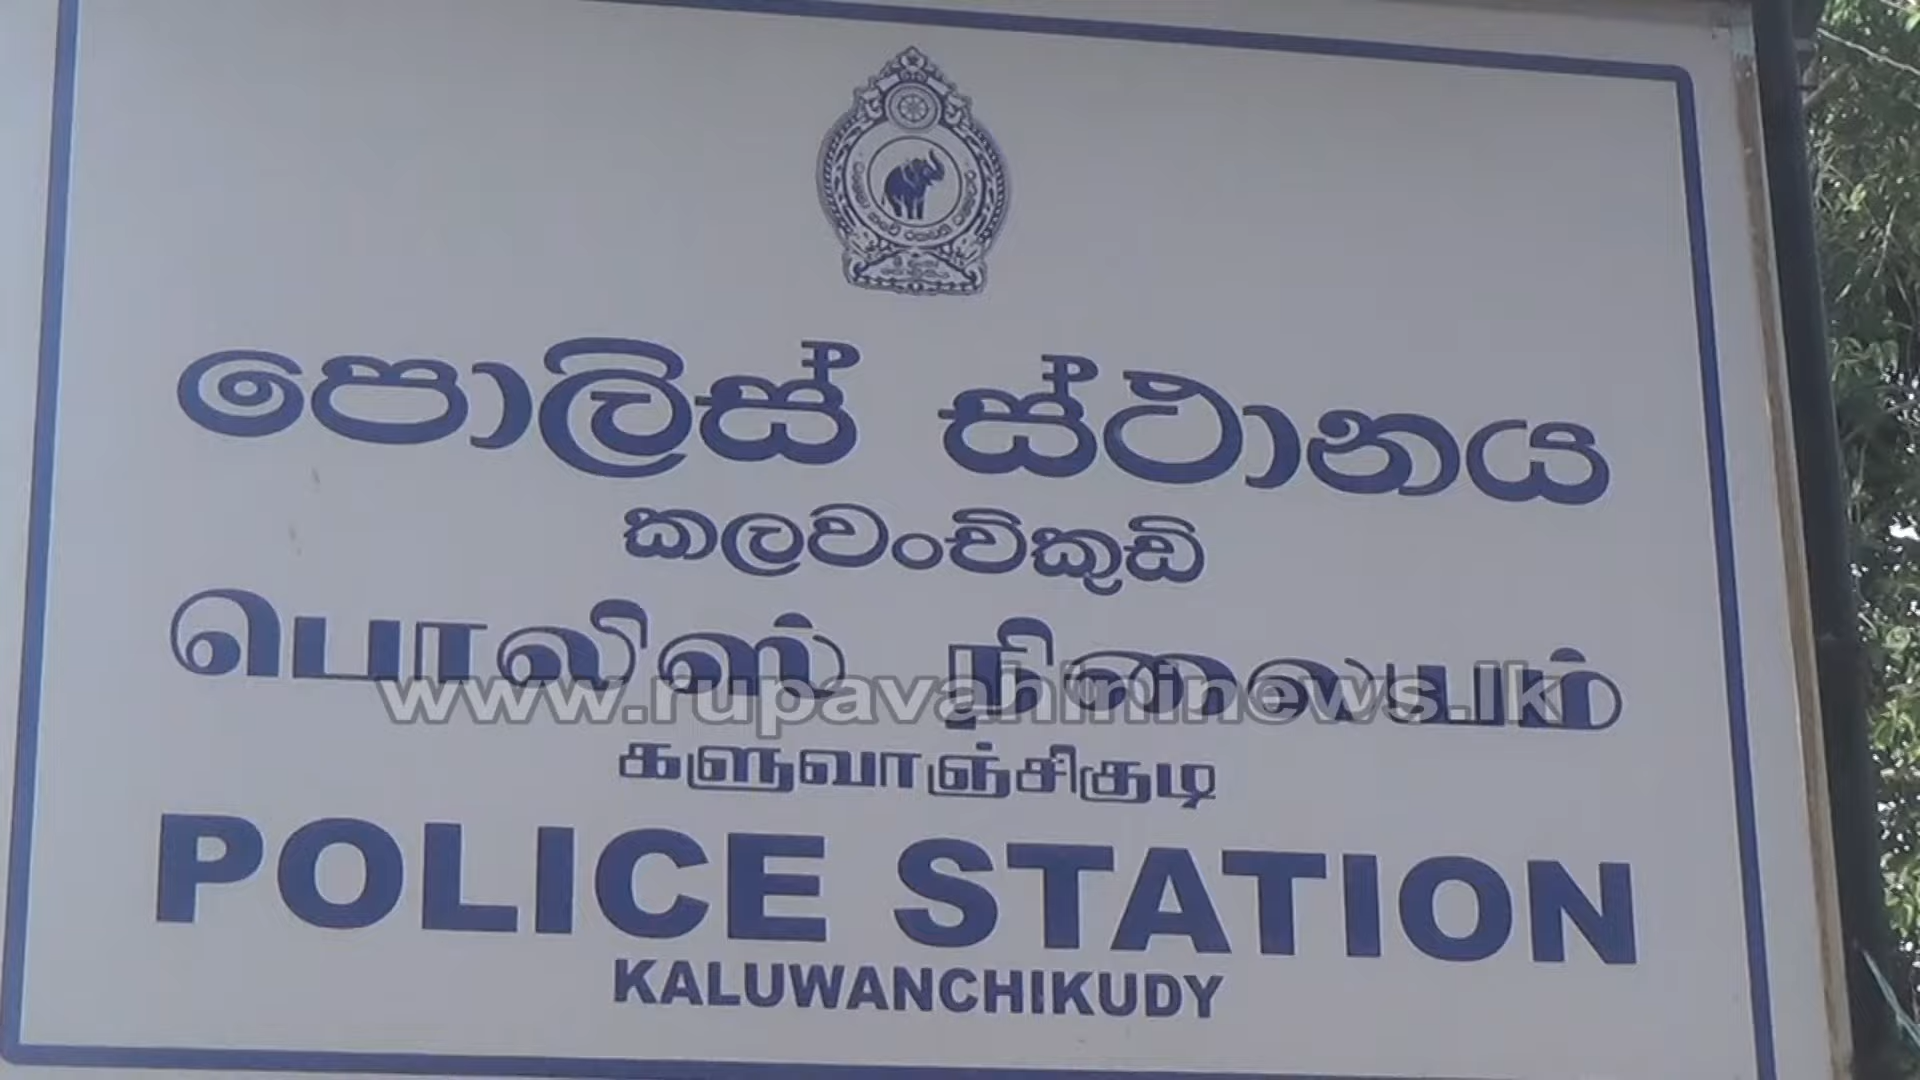 පොලිස් ස්ථානය
කලවංචිකුඩි
பொலிஸ் நிலையம்
www.rupavahininews.lk
களுவாஞ்சிகுடி
POLICE STATION
KALUWANCHIKUDY